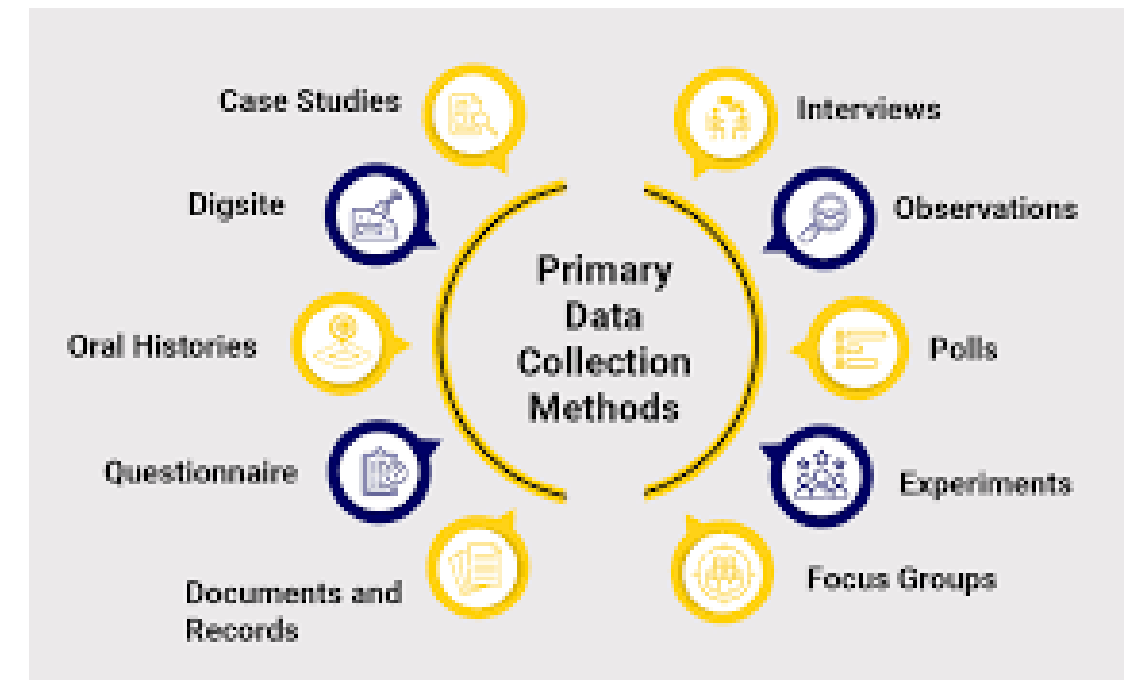 Case Studies
Interviews
Digsite
Observations
Primary
Data
Collection
Methods
Oral Histories
Polls
Questionnaire
Experiments
Documents and
Records
Focus Groups